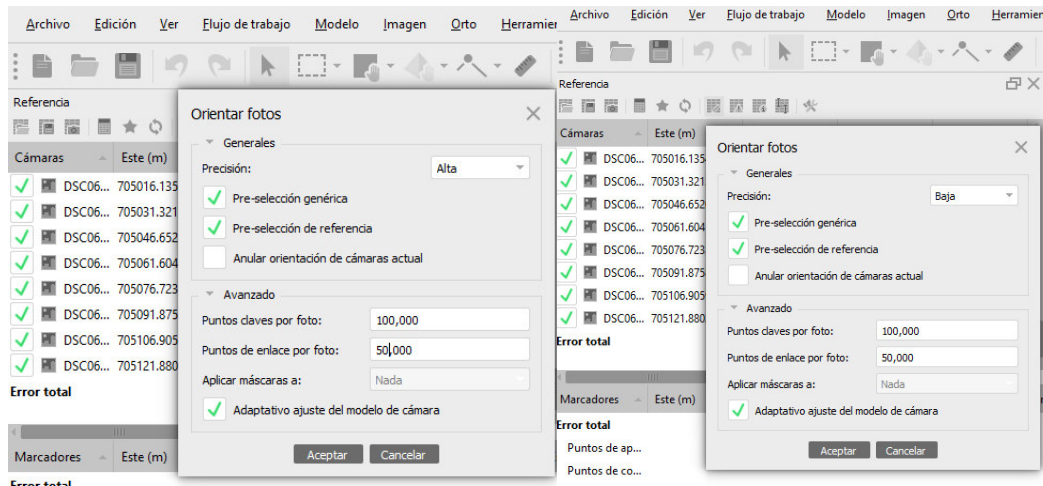 Archivo Edición Ver Flujo de trabajo Modelo Imagen Orto Herramier
Referencia
Cámaras Este (m)
DSC06... 705016.135
DSC06... 705031.321
DSC06... 705046.652
DSC06... 705061.604
DSC06... 705076.723
DSC06... 705091.875
DSC06... 705106.905
DSC06... 705121.880
Error total
Marcadores Este (m)
Error total
Orientar fotos
Generales
Precisión: Alta
Pre-selección genérica
Pre-selección de referencia
Anular orientación de cámaras actual
Avanzado
Puntos claves por foto: 100,000
Puntos de enlace por foto: 50,000
Aplicar máscaras a: Nada
Adaptativo ajuste del modelo de cámara
Aceptar Cancelar
Archivo Edición Ver Flujo de trabajo Modelo Imagen Orto Herramier
Referencia
Cámaras Este (m)
DSC06... 705016.135
DSC06... 705031.321
DSC06... 705046.652
DSC06... 705061.604
DSC06... 705076.723
DSC06... 705091.875
DSC06... 705106.905
DSC06... 705121.880
Error total
Marcadores Este (m)
Error total
Puntos de ap...
Puntos de co...
Orientar fotos
Generales
Precisión: Baja
Pre-selección genérica
Pre-selección de referencia
Anular orientación de cámaras actual
Avanzado
Puntos claves por foto: 100,000
Puntos de enlace por foto: 50,000
Aplicar máscaras a: Nada
Adaptativo ajuste del modelo de cámara
Aceptar Cancelar